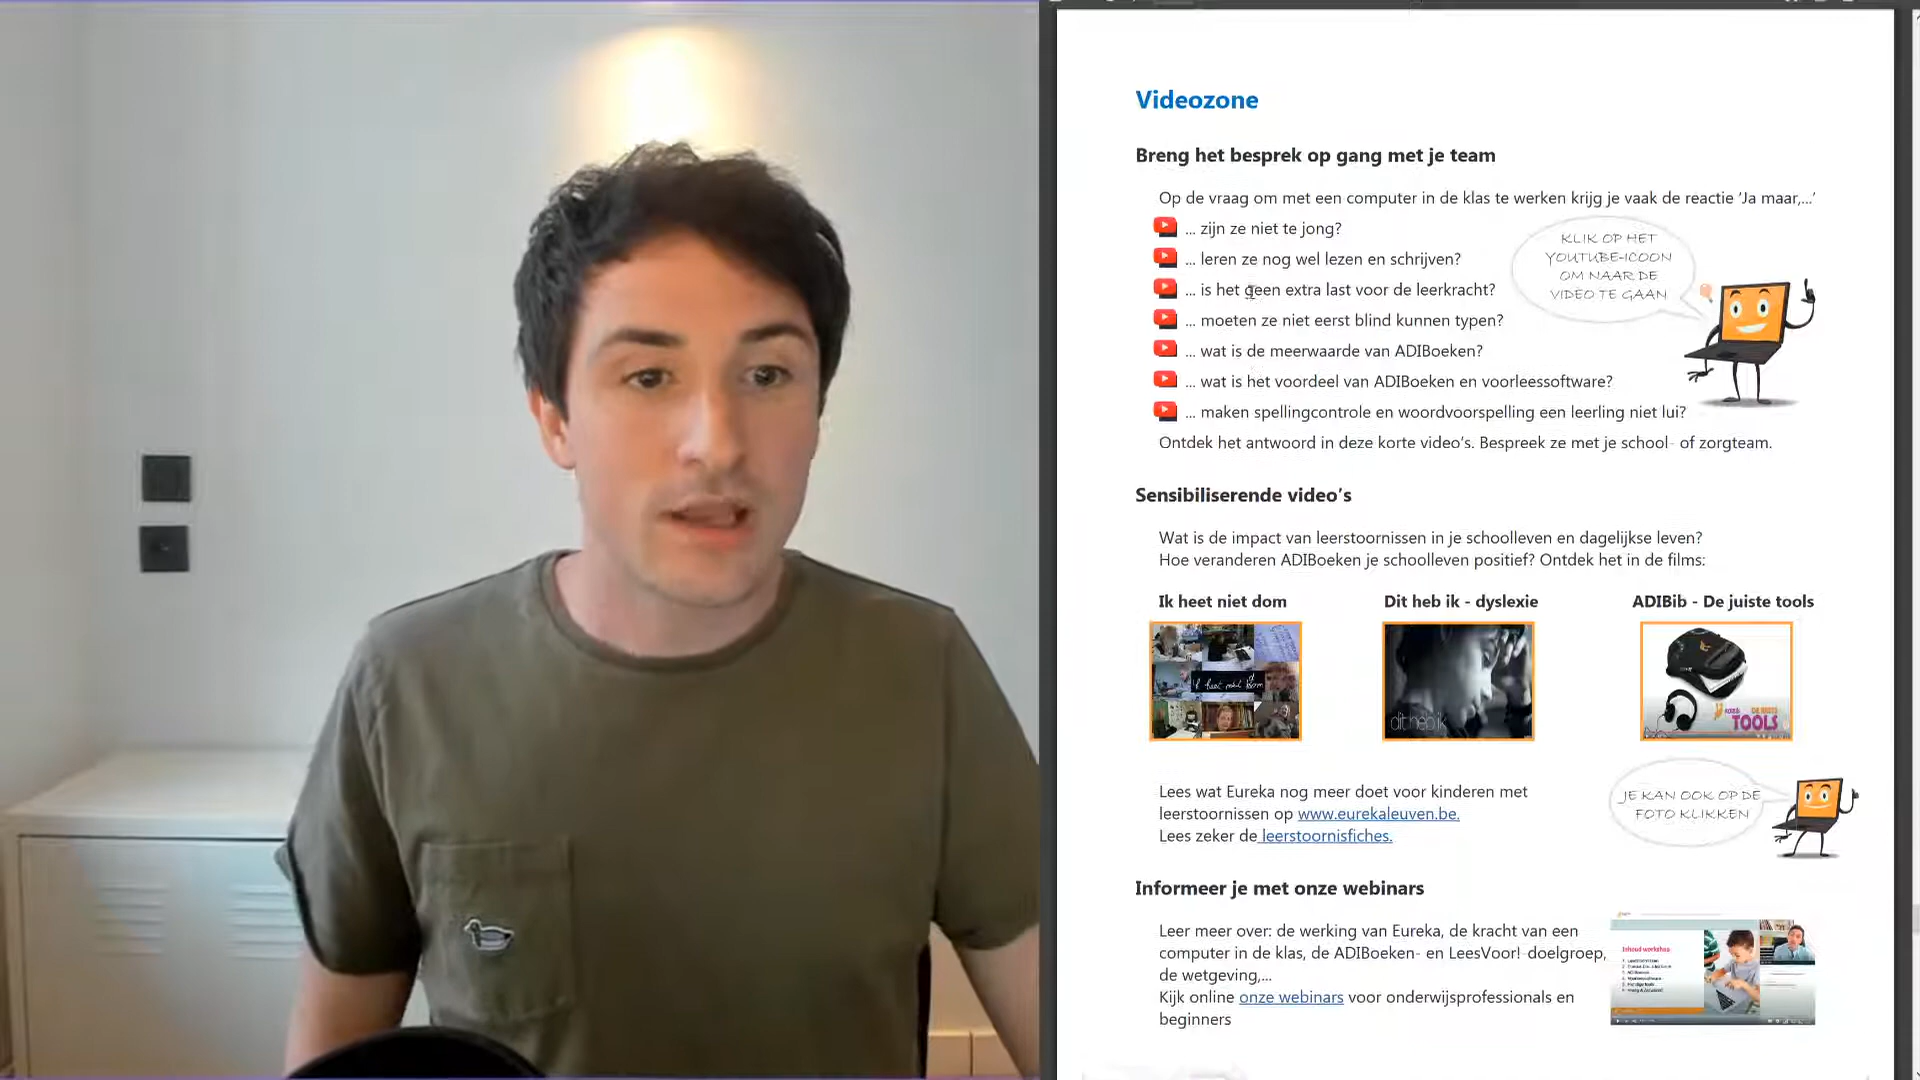 Videozone
Breng het besprek op gang met je team
Op de vraag om met een computer in de klas te werken krijg je vaak de reactie ‘Ja maar,...’
... zijn ze niet te jong?
... leren ze nog wel lezen en schrijven?
... is het geen extra last voor de leerkracht?
... moeten ze niet eerst blind kunnen typen?
... wat is de meerwaarde van ADIBoeken?
... wat is het voordeel van ADIBoeken en voorleessoftware?
... maken spellingcontrole en woordvoorspelling een leerling niet lui?
KLIK OP HET
YOUTUBE-ICOON
OM NAAR DE
VIDEO TE GAAN
Ontdek het antwoord in deze korte video’s. Bespreek ze met je school- of zorgteam.
Sensibiliserende video’s
Wat is de impact van leerstoornissen in je schoolleven en dagelijkse leven?
Hoe veranderen ADIBoeken je schoolleven positief? Ontdek het in de films:
Ik heet niet dom
Dit heb ik - dyslexie
ADIBib - De juiste tools
ik heet niet dom
dit heb ik
TOOLS
Lees wat Eureka nog meer doet voor kinderen met
leerstoornissen op www.eurekaleuven.be.
Lees zeker de leerstoornisfiches.
JE KAN OOK OP DE
FOTO KLIKKEN
Informeer je met onze webinars
Leer meer over: de werking van Eureka, de kracht van een
computer in de klas, de ADIBoeken- en LeesVoor!-doelgroep,
de wetgeving,...
Kijk online onze webinars voor onderwijsprofessionals en
beginners
Inhoud workshop